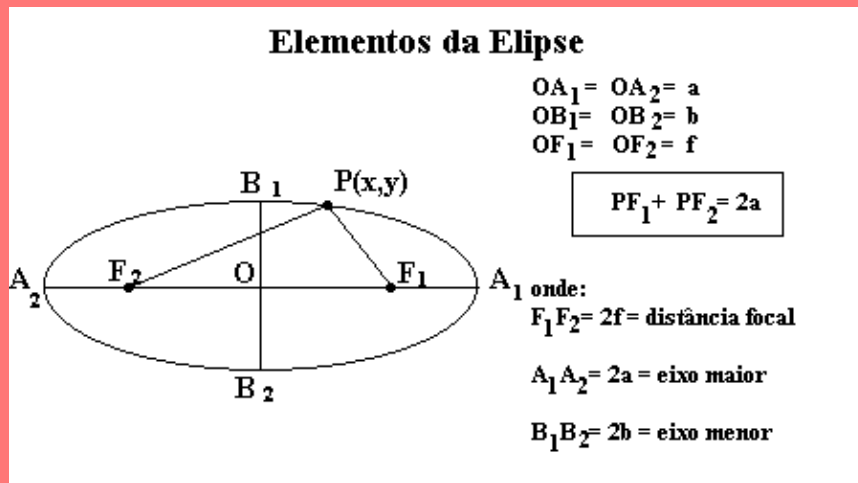 Elementos da Elipse
OA1= OA2= a
OB1= OB2= b
OF1= OF2= f
B1 P(x,y)
PF1+ PF2= 2a
A2 F2 O F1 A1
onde:
F1F2= 2f = distância focal
A1A2= 2a = eixo maior
B2
B1B2= 2b = eixo menor